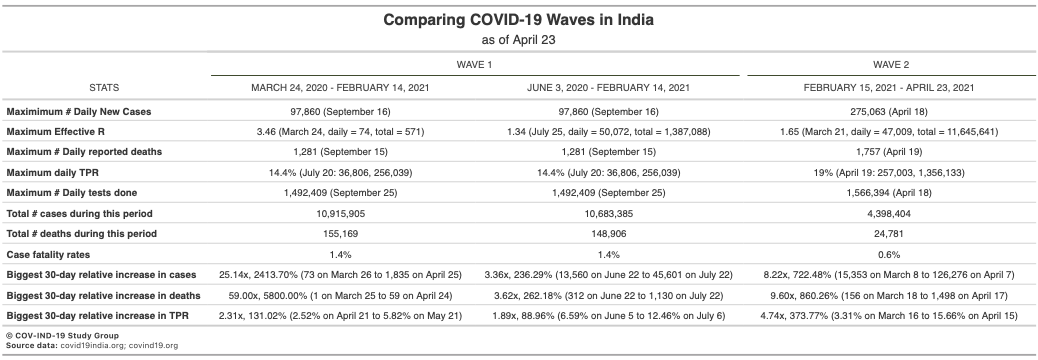 Comparing COVID-19 Waves in India
as of April 23
WAVE 1 WAVE 2
STATS MARCH 24, 2020 - FEBRUARY 14, 2021 JUNE 3, 2020 - FEBRUARY 14, 2021 FEBRUARY 15, 2021 - APRIL 23, 2021
Maximimum # Daily New Cases 97,860 (September 16) 97,860 (September 16) 275,063 (April 18)
Maximum Effective R 3.46 (March 24, daily = 74, total = 571) 1.34 (July 25, daily = 50,072, total = 1,387,088) 1.65 (March 21, daily = 47,009, total = 11,645,641)
Maximum # Daily reported deaths 1,281 (September 15) 1,281 (September 15) 1,757 (April 19)
Maximum daily TPR 14.4% (July 20: 36,806, 256,039) 14.4% (July 20: 36,806, 256,039) 19% (April 19: 257,003, 1,356,133)
Maximum # Daily tests done 1,492,409 (September 25) 1,492,409 (September 25) 1,566,394 (April 18)
Total # cases during this period 10,915,905 10,683,385 4,398,404
Total # deaths during this period 155,169 148,906 24,781
Case fatality rates 1.4% 1.4% 0.6%
Biggest 30-day relative increase in cases 25.14x, 2413.70% (73 on March 26 to 1,835 on April 25) 3.36x, 236.29% (13,560 on June 22 to 45,601 on July 22) 8.22x, 722.48% (15,353 on March 8 to 126,276 on April 7)
Biggest 30-day relative increase in deaths 59.00x, 5800.00% (1 on March 25 to 59 on April 24) 3.62x, 262.18% (312 on June 22 to 1,130 on July 22) 9.60x, 860.26% (156 on March 18 to 1,498 on April 17)
Biggest 30-day relative increase in TPR 2.31x, 131.02% (2.52% on April 21 to 5.82% on May 21) 1.89x, 88.96% (6.59% on June 5 to 12.46% on July 6) 4.74x, 373.77% (3.31% on March 16 to 15.66% on April 15)
© COV-IND-19 Study Group
Source data: covid19india.org; covind19.org